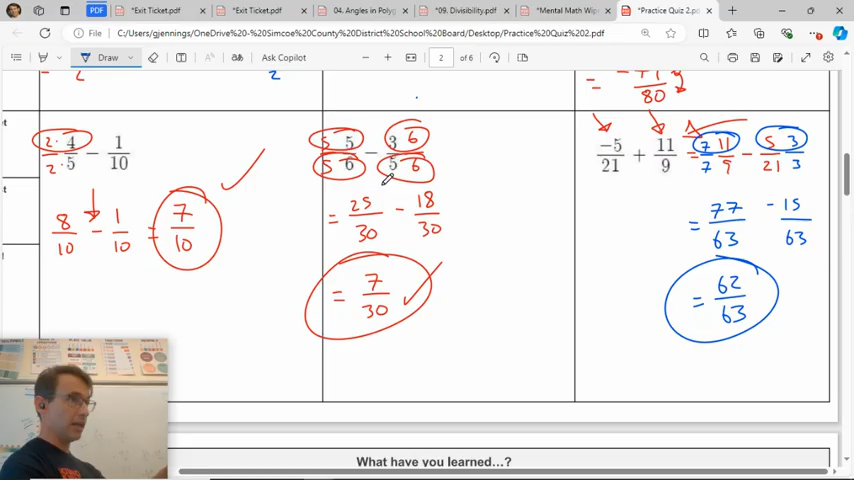 *Exit Ticket.pdf
*Exit Ticket.pdf
04. Angles in Polyg
*09. Divisibility.pdf
*Mental Math Wip
*Practice Quiz 2.pd
C:/Users/gjennings/OneDrive%20-%20Simcoe%20County%20District%20School%20Board/Desktop/Practice%20Quiz%202.pdf
Draw
Ask Copilot
2 of 6
= 2
2
= -71/80
2·4/2·5 - 1/10
8/10 - 1/10 = 7/10
5 5/5 6 - 3 6/5 6
= 25/30 - 18/30
= 7/30
-5/21 + 11/9 = 7 11/7 9 - 5 3/21 3
= 77/63 - 15/63
= 62/63
What have you learned…?